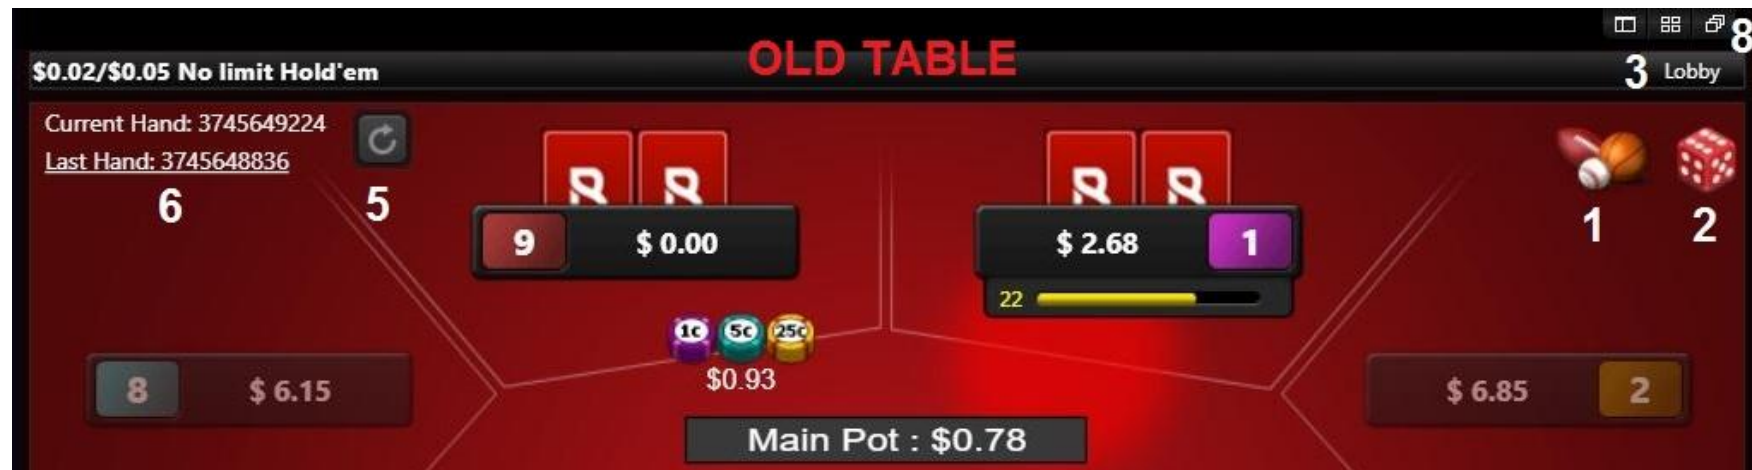 8
OLD TABLE
$0.02/$0.05 No limit Hold'em
3 Lobby
Current Hand: 3745649224
Last Hand: 3745648836
6
5
1
2
9 $ 0.00
$ 2.68 1
22
1c 5c 25c
$0.93
8 $ 6.15
$ 6.85 2
Main Pot : $0.78